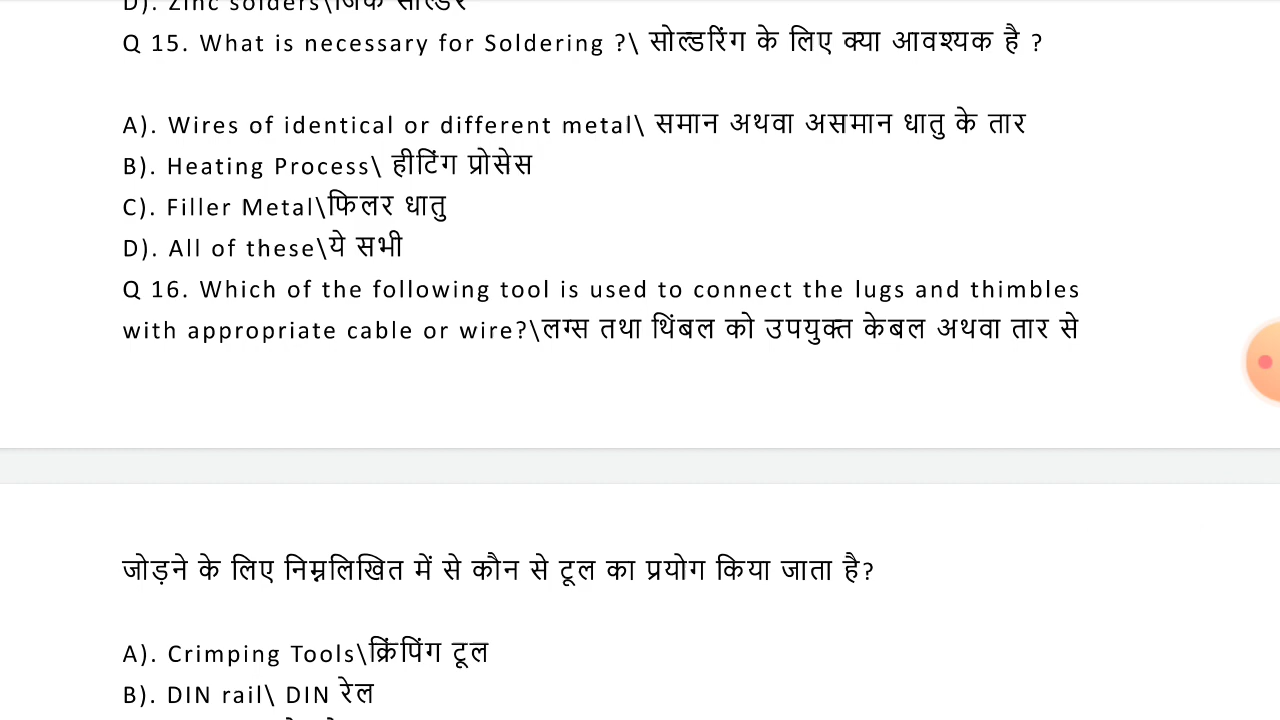 D). Zinc solders\जिंक सोल्डर
Q 15. What is necessary for Soldering ?\ सोल्डरिंग के लिए क्या आवश्यक है ?
A). Wires of identical or different metal\ समान अथवा असमान धातु के तार
B). Heating Process\ हीटिंग प्रोसेस
C). Filler Metal\फिलर धातु
D). All of these\ये सभी
Q 16. Which of the following tool is used to connect the lugs and thimbles
with appropriate cable or wire?\लग्स तथा थिंबल को उपयुक्त केबल अथवा तार से
जोड़ने के लिए निम्नलिखित में से कौन से टूल का प्रयोग किया जाता है?
A). Crimping Tools\क्रिंपिंग टूल
B). DIN rail\ DIN रेल